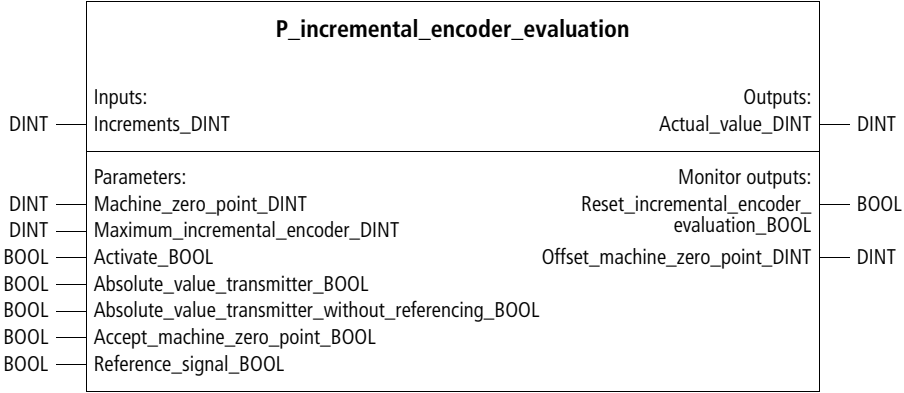 P_incremental_encoder_evaluation
Inputs: Outputs:
DINT Increments_DINT Actual_value_DINT DINT
Parameters: Monitor outputs:
DINT Machine_zero_point_DINT Reset_incremental_encoder_ BOOL
DINT Maximum_incremental_encoder_DINT evaluation_BOOL
BOOL Activate_BOOL Offset_machine_zero_point_DINT DINT
BOOL Absolute_value_transmitter_BOOL
BOOL Absolute_value_transmitter_without_referencing_BOOL
BOOL Accept_machine_zero_point_BOOL
BOOL Reference_signal_BOOL